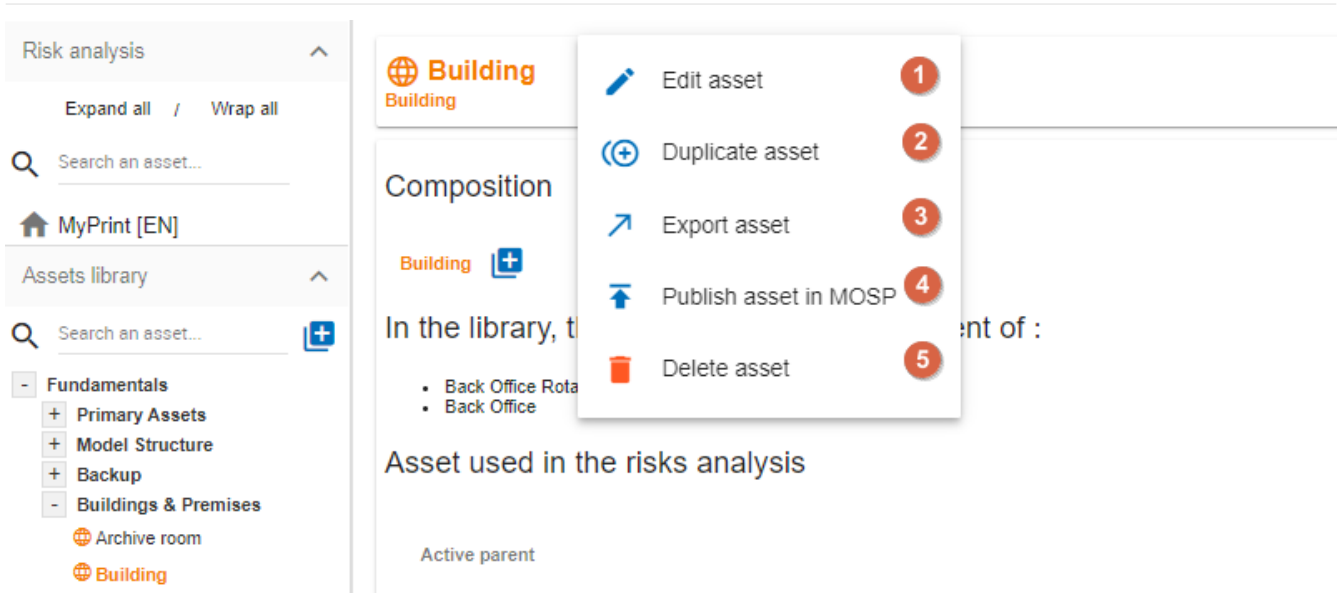 Risk analysis
Expand all / Wrap all
Search an asset...
MyPrint [EN]
Assets library
Search an asset...
- Fundamentals
+ Primary Assets
+ Model Structure
+ Backup
- Buildings & Premises
Archive room
Building
Building
Building
Composition
Building
In the library, t
ent of :
Back Office Rota
Back Office
Asset used in the risks analysis
Active parent
Edit asset 1
Duplicate asset 2
Export asset 3
Publish asset in MOSP 4
Delete asset 5